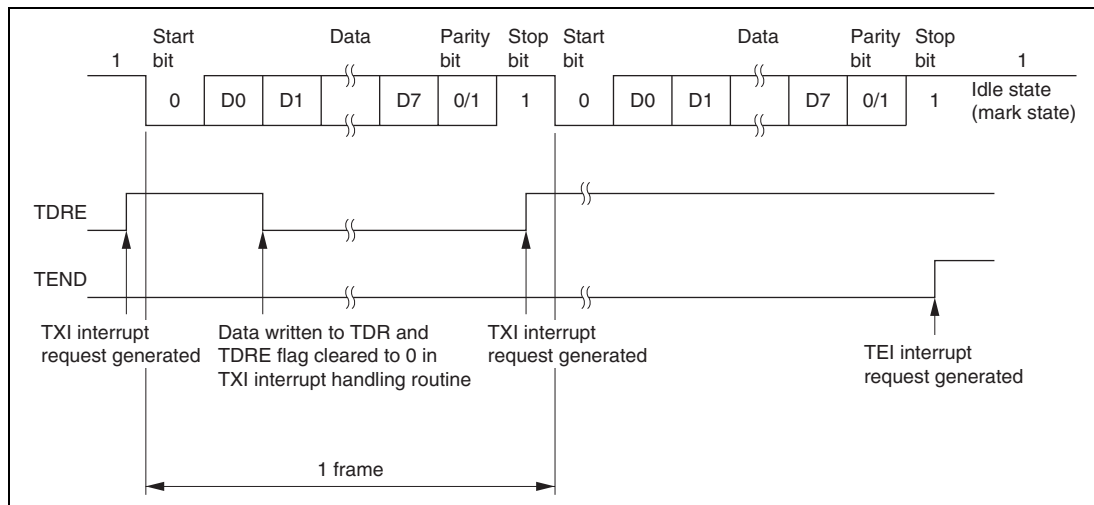 Start bit Data Parity bit Stop bit Start bit Data Parity bit Stop bit
1 1
0 D0 D1 D7 0/1 1 0 D0 D1 D7 0/1 1 Idle state (mark state)
TDRE
TEND
TXI interrupt
request generated
Data written to TDR and
TDRE flag cleared to 0 in
TXI interrupt handling routine
TXI interrupt
request generated
TEI interrupt
request generated
1 frame